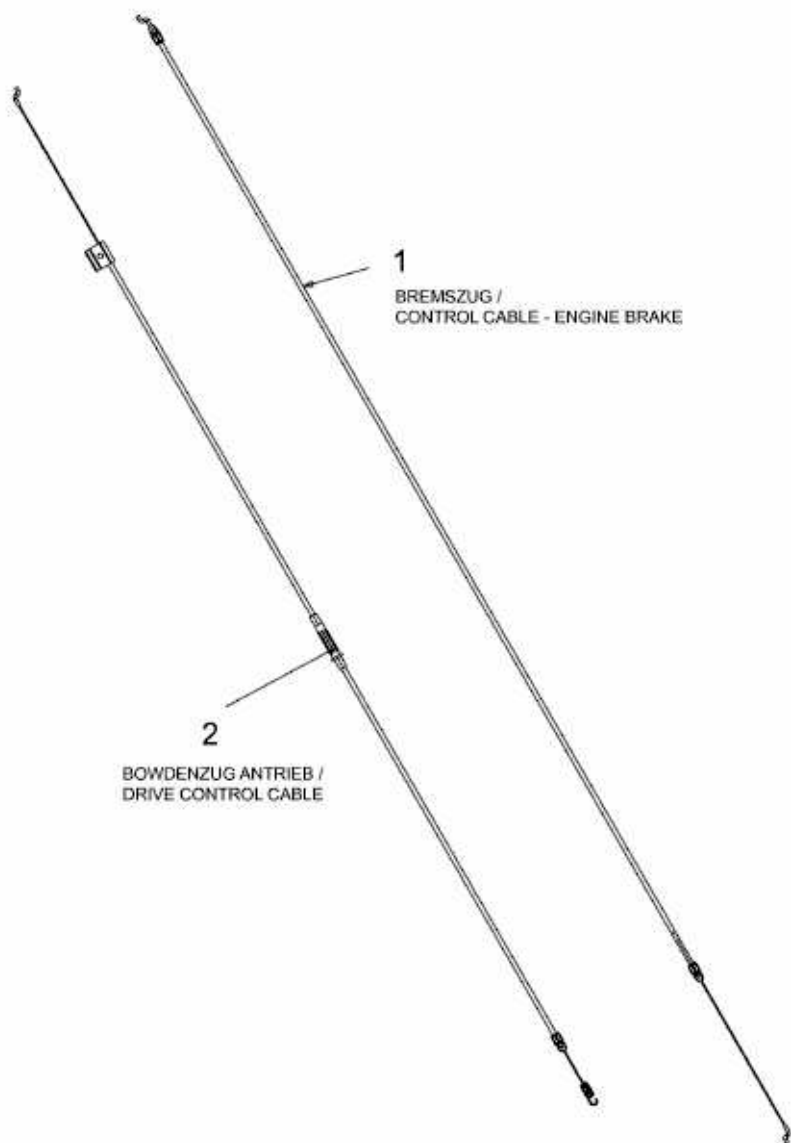 1
BREMSZUG /
CONTROL CABLE - ENGINE BRAKE
2
BOWDENZUG ANTRIEB /
DRIVE CONTROL CABLE